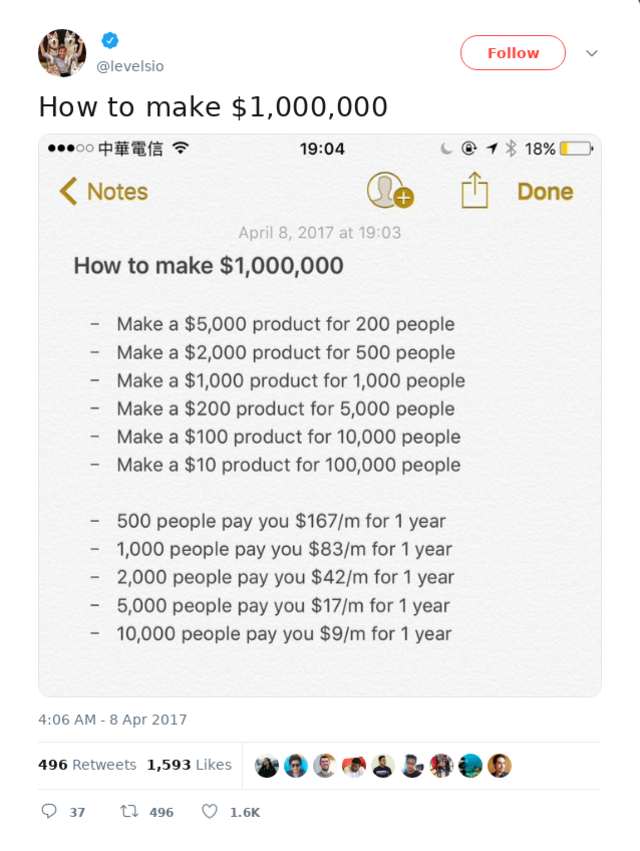 @levelsio
Follow
How to make $1,000,000
中華電信 19:04 18%
Notes Done
April 8, 2017 at 19:03
How to make $1,000,000
- Make a $5,000 product for 200 people
- Make a $2,000 product for 500 people
- Make a $1,000 product for 1,000 people
- Make a $200 product for 5,000 people
- Make a $100 product for 10,000 people
- Make a $10 product for 100,000 people
- 500 people pay you $167/m for 1 year
- 1,000 people pay you $83/m for 1 year
- 2,000 people pay you $42/m for 1 year
- 5,000 people pay you $17/m for 1 year
- 10,000 people pay you $9/m for 1 year
4:06 AM - 8 Apr 2017
496 Retweets 1,593 Likes
37 496 1.6K